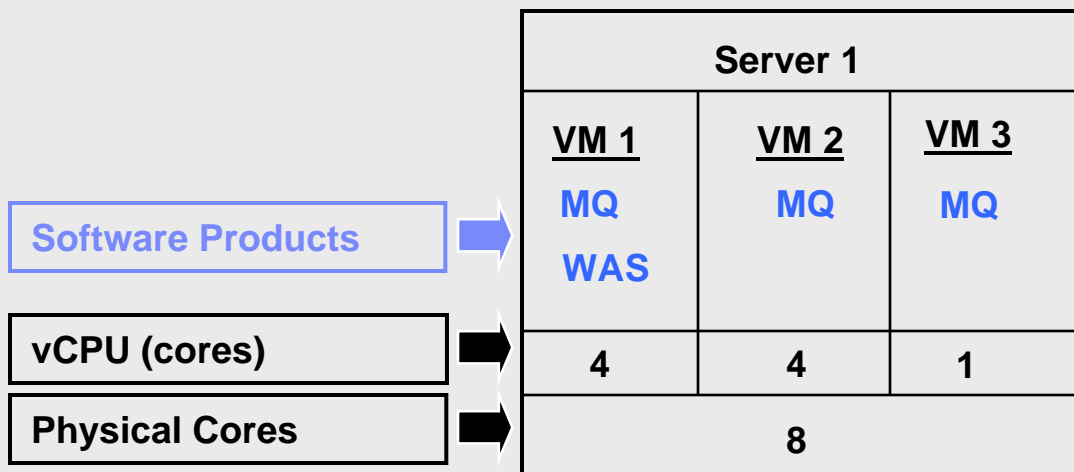 Server 1
VM 1 VM 2 VM 3
MQ MQ MQ
Software Products
WAS
vCPU (cores)
4 4 1
Physical Cores
8